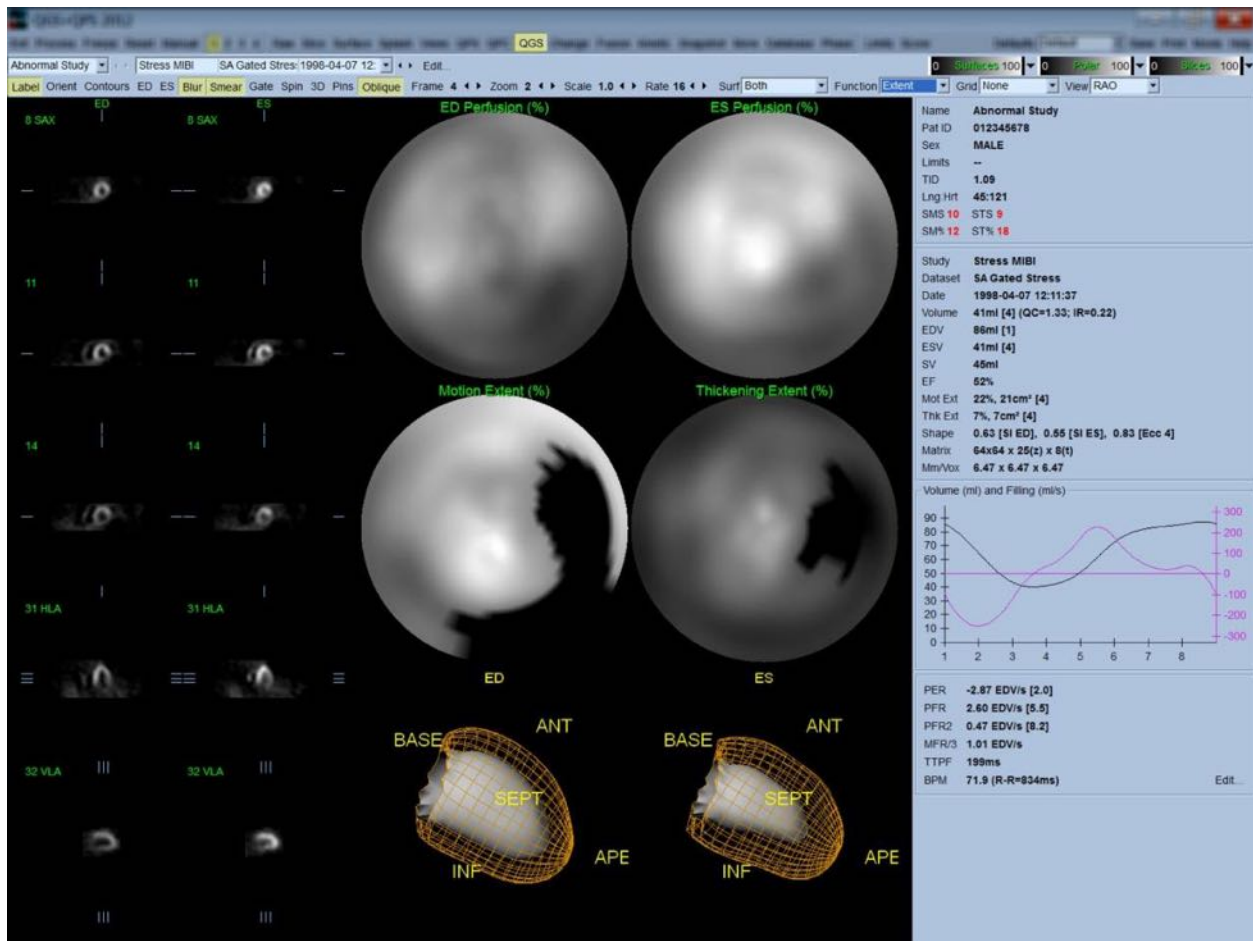 QGS+QPS 2012
QGS
Abnormal Study Stress MIBI SA Gated Stres: 1998-04-07 12: Edit...
0 Surfaces 100 0 Polar 100 0 Slices 100
Label Orient Contours ED ES Blur Smear Gate Spin 3D Pins Oblique Frame 4 Zoom 2 Scale 1.0 Rate 16 Surf Both Function Extent Grid None View RAO
ED ES
8 SAX 8 SAX
11 11
14 14
31 HLA 31 HLA
32 VLA 32 VLA
ED Perfusion (%) ES Perfusion (%)
Motion Extent (%) Thickening Extent (%)
ED ES
BASE ANT SEPT INF APE
BASE ANT SEPT INF APE
Name Abnormal Study
Pat ID 012345678
Sex MALE
Limits --
TID 1.09
Lng Hrt 45:121
SMS 10 STS 9
SM% 12 ST% 18
Study Stress MIBI
Dataset SA Gated Stress
Date 1998-04-07 12:11:37
Volume 41ml [4] (QC=1.33; IR=0.22)
EDV 86ml [1]
ESV 41ml [4]
SV 45ml
EF 52%
Mot Ext 22%, 21cm² [4]
Thk Ext 7%, 7cm² [4]
Shape 0.63 [SI ED], 0.55 [SI ES], 0.83 [Ecc 4]
Matrix 64x64 x 25(z) x 8(t)
Mm/Vox 6.47 x 6.47 x 6.47
Volume (ml) and Filling (ml/s)
90 80 70 60 50 40 30 20 10 0
300 200 100 0 -100 -200 -300
1 2 3 4 5 6 7 8
PER -2.87 EDV/s [2.0]
PFR 2.60 EDV/s [5.5]
PFR2 0.47 EDV/s [8.2]
MFR/3 1.01 EDV/s
TTPF 199ms
BPM 71.9 (R-R=834ms) Edit...